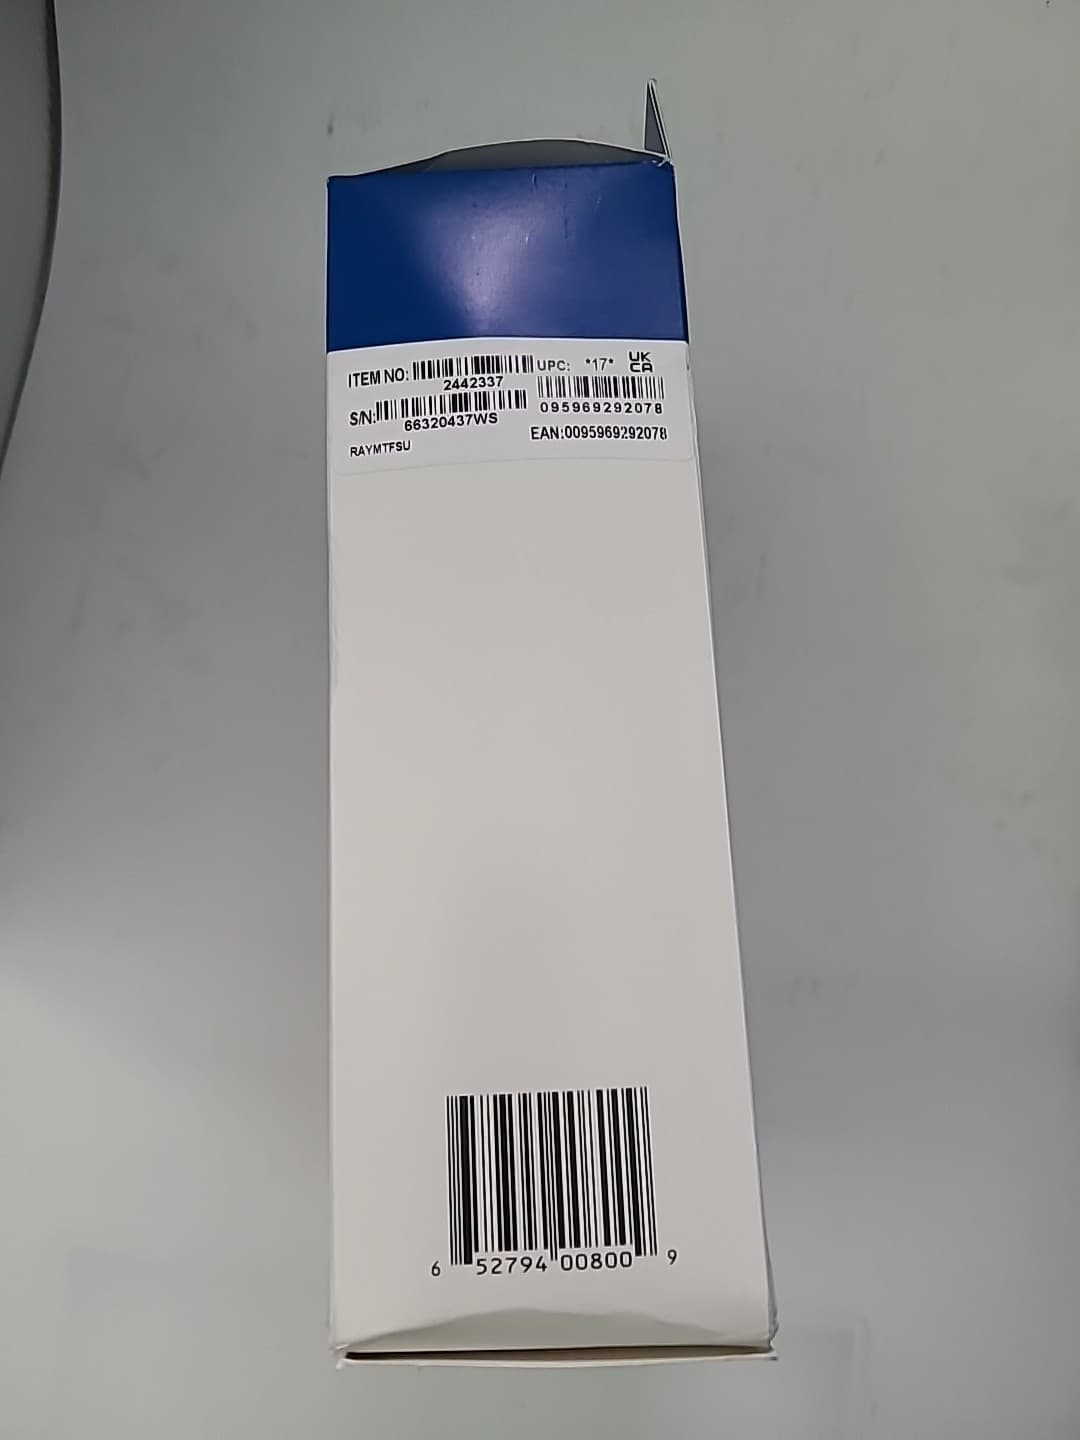 ITEM NO: 2442337
S/N: 66320437WS
RAYMTFSU
UPC: *17* UK CA
095969292078
EAN:0095969292078
6 52794 00800 9